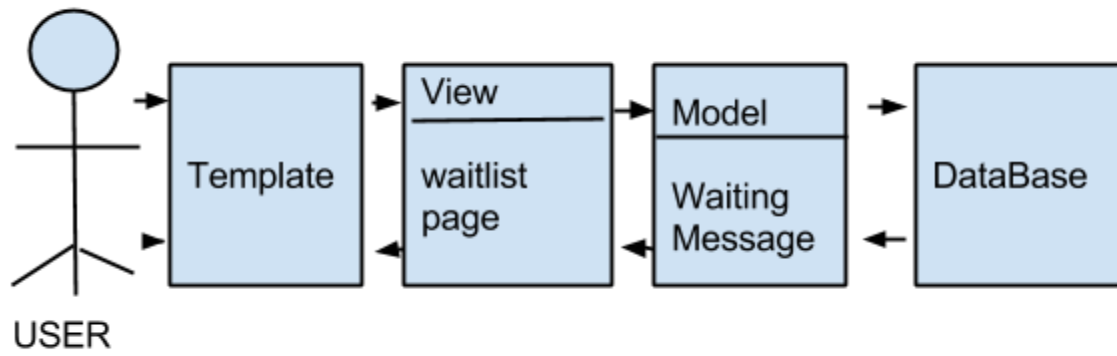 USER
Template
View
waitlist
page
Model
Waiting
Message
DataBase